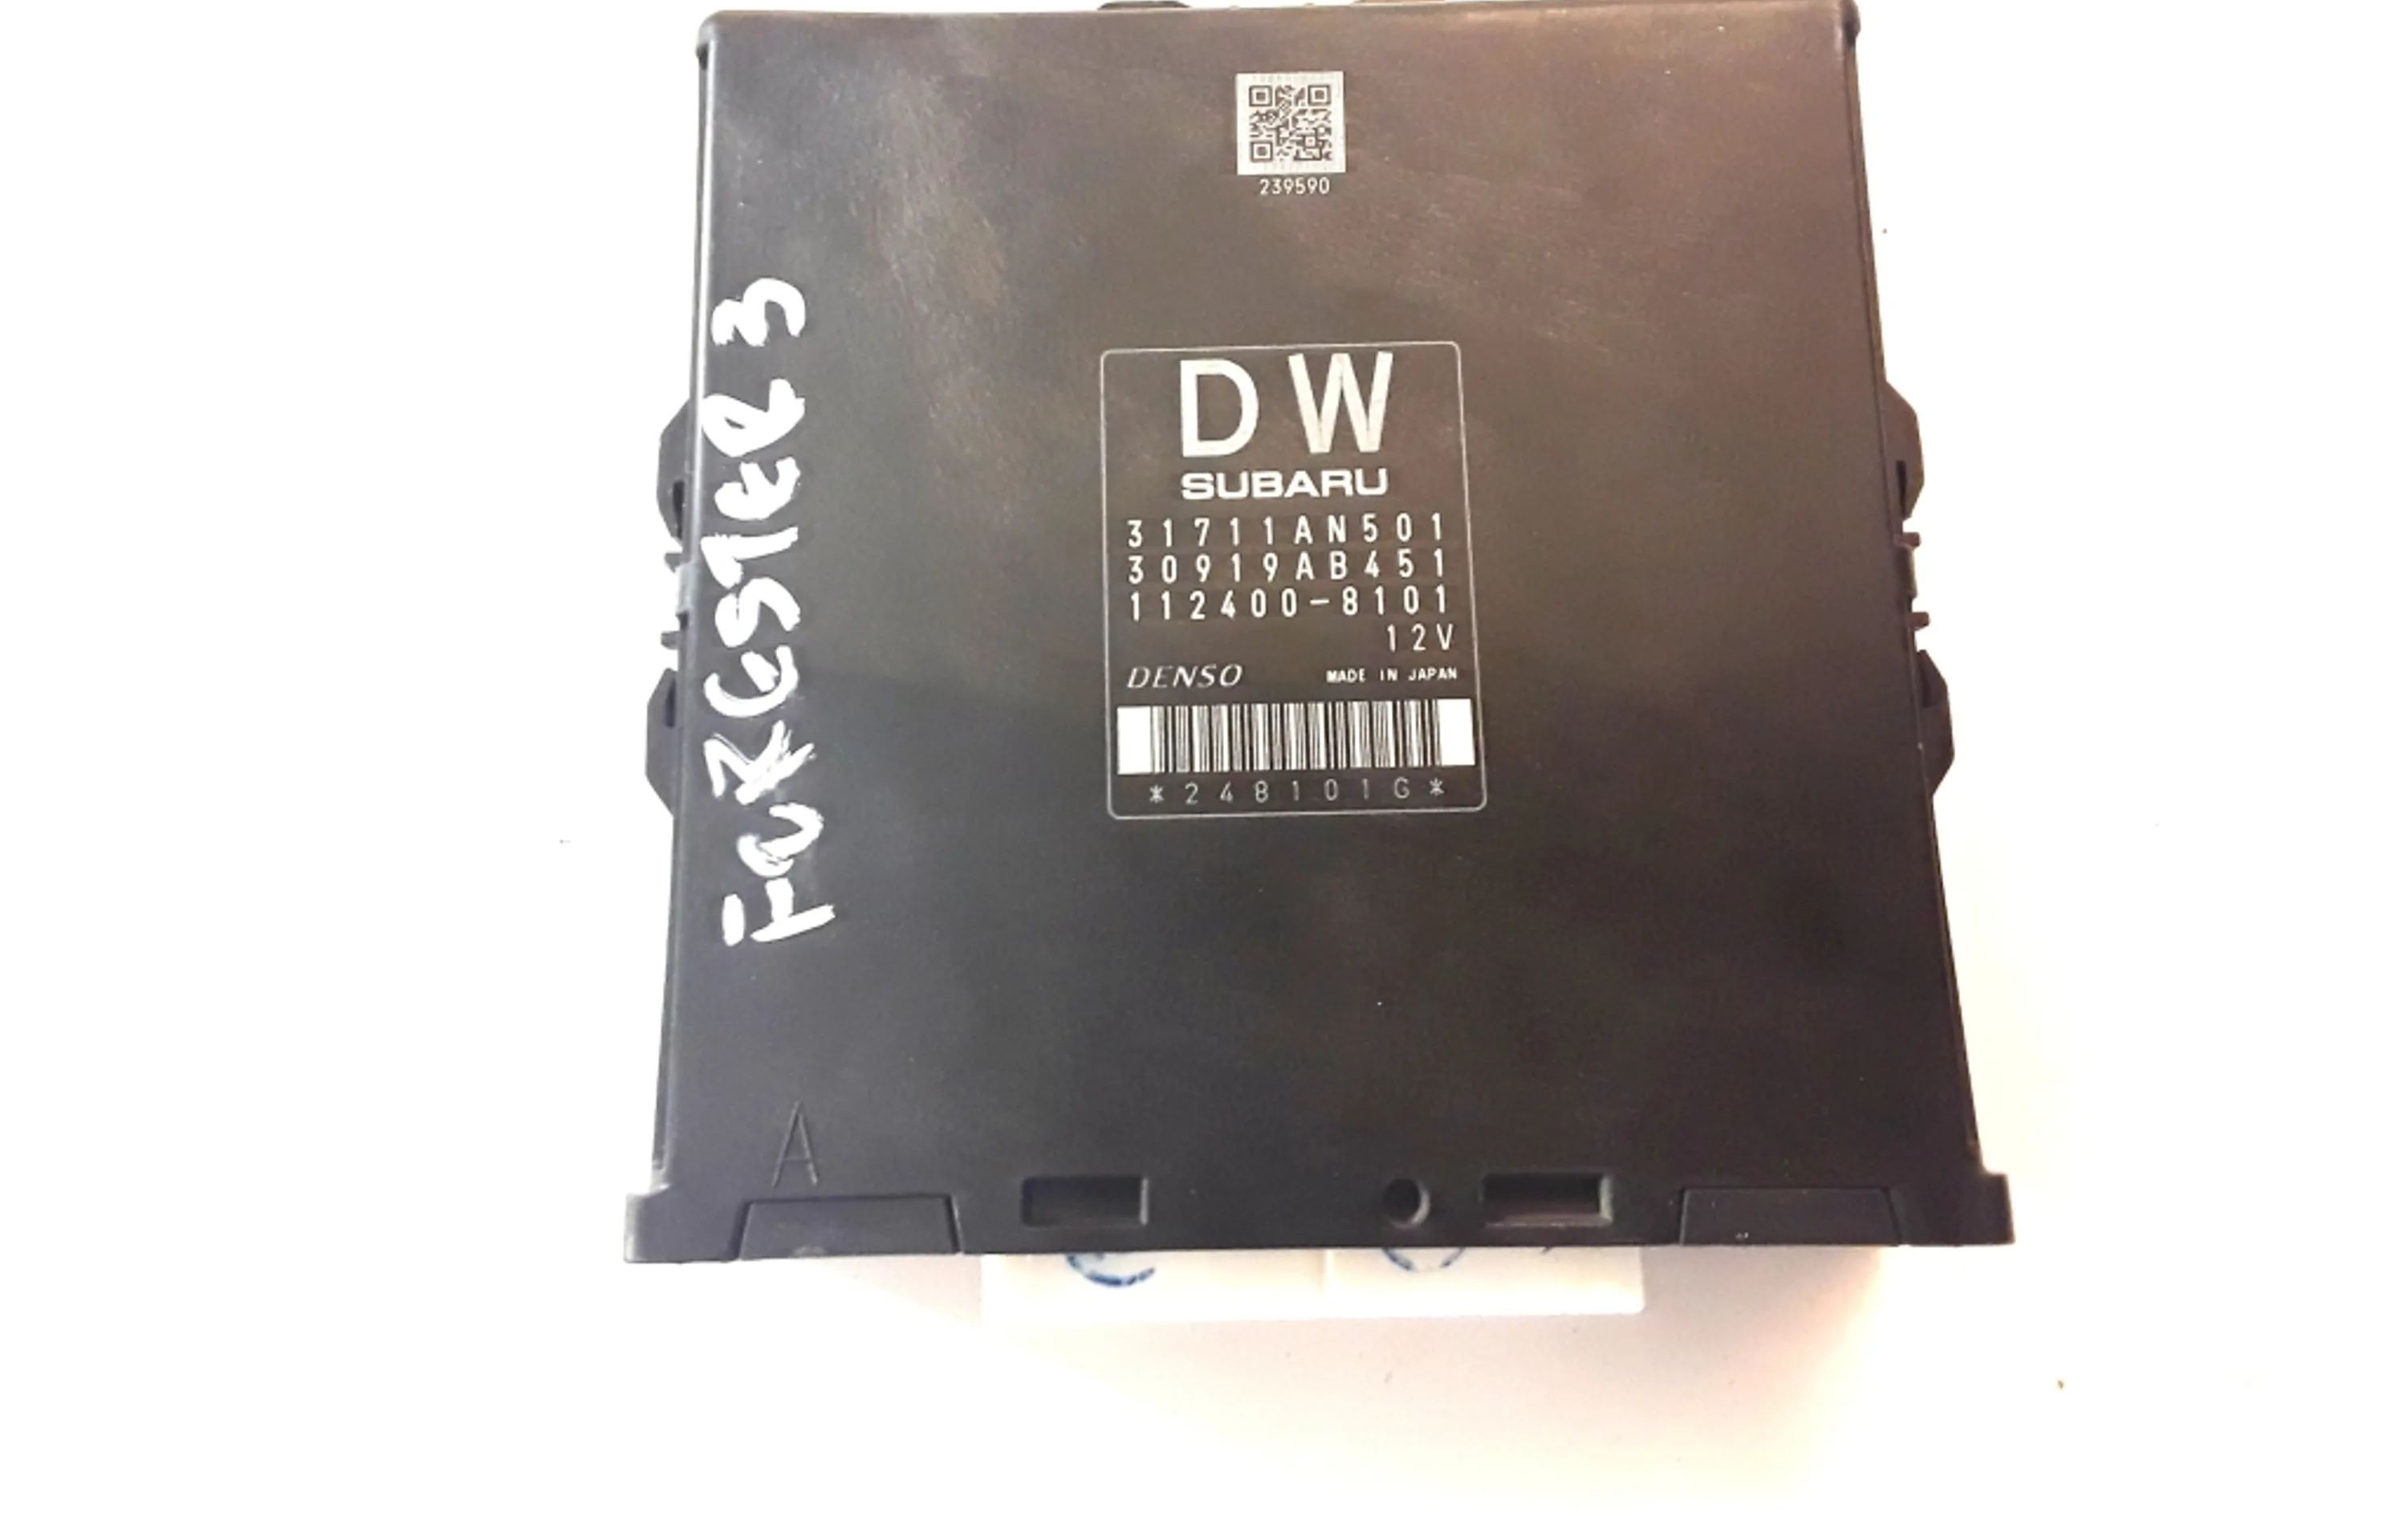 239590
FORESTER 3
DW
SUBARU
31711AN501
30919AB451
112400-8101
12V
DENSO MADE IN JAPAN
*248101G*
A